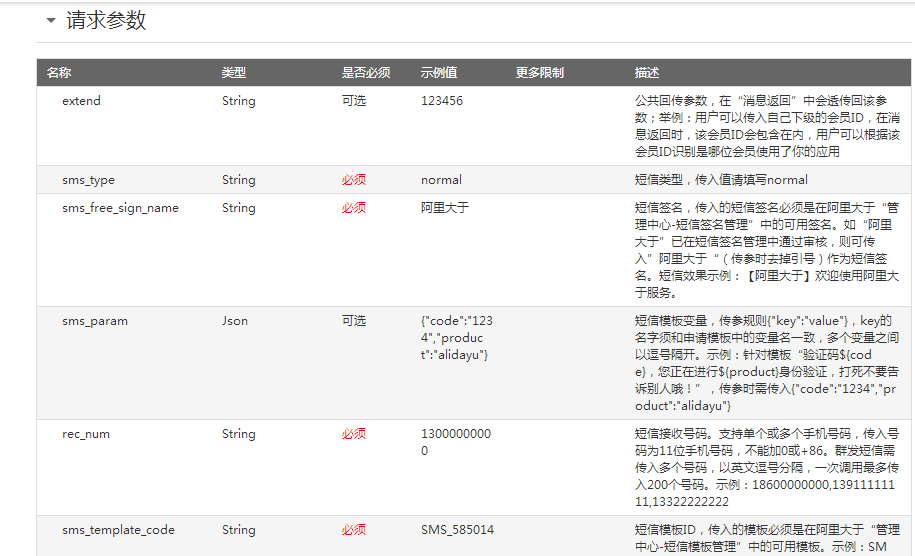 请求参数
名称 类型 是否必须 示例值 更多限制 描述
extend String 可选 123456 公共回传参数，在“消息返回”中会透传回该参
数；举例：用户可以传入自己下级的会员ID，在消
息返回时，该会员ID会包含在内，用户可以根据该
会员ID识别是哪位会员使用了你的应用
sms_type String 必须 normal 短信类型，传入值请填写normal
sms_free_sign_name String 必须 阿里大于 短信签名，传入的短信签名必须是在阿里大于“管
理中心-短信签名管理”中的可用签名。如“阿里
大于”已在短信签名管理中通过审核，则可传
入”阿里大于“（传参时去掉引号）作为短信签
名。短信效果示例：【阿里大于】欢迎使用阿里大
于服务。
sms_param Json 可选 {"code":"123 短信模板变量，传参规则{"key":"value"}，key的
4","produc 名字须和申请模板中的变量名一致，多个变量之间
t":"alidayu"} 以逗号隔开。示例：针对模板“验证码${cod
e}，您正在进行${product}身份验证，打死不要告
诉别人哦！”，传参时需传入{"code":"1234","pr
oduct":"alidayu"}
rec_num String 必须 1300000000 短信接收号码。支持单个或多个手机号码，传入号
0 码为11位手机号码，不能加0或+86。群发短信需
传入多个号码，以英文逗号分隔，一次调用最多传
入200个号码。示例：18600000000,139111111
11,13322222222
sms_template_code String 必须 SMS_585014 短信模板ID，传入的模板必须是在阿里大于“管理
中心-短信模板管理”中的可用模板。示例：SM